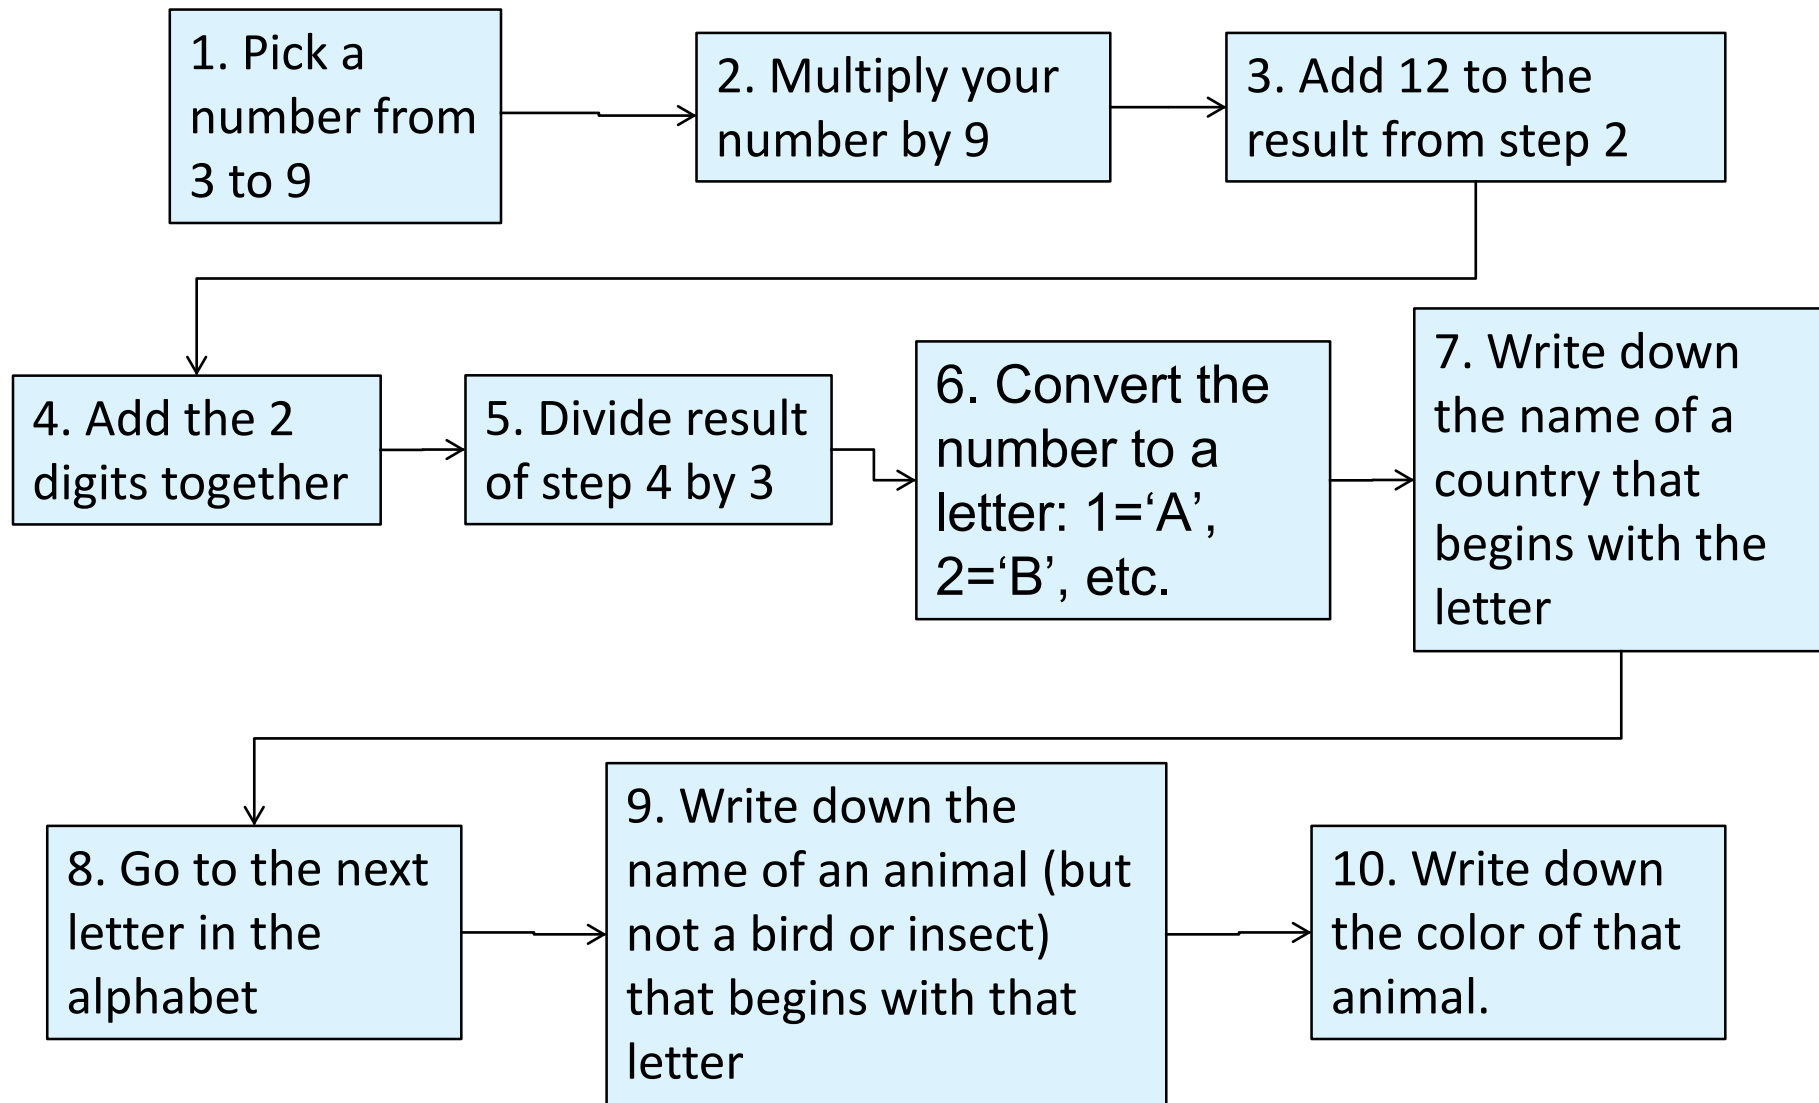 1. Pick a
number from
3 to 9
2. Multiply your
number by 9
3. Add 12 to the
result from step 2
4. Add the 2
digits together
5. Divide result
of step 4 by 3
6. Convert the
number to a
letter: 1=‘A’,
2=‘B’, etc.
7. Write down
the name of a
country that
begins with the
letter
8. Go to the next
letter in the
alphabet
9. Write down the
name of an animal (but
not a bird or insect)
that begins with that
letter
10. Write down
the color of that
animal.